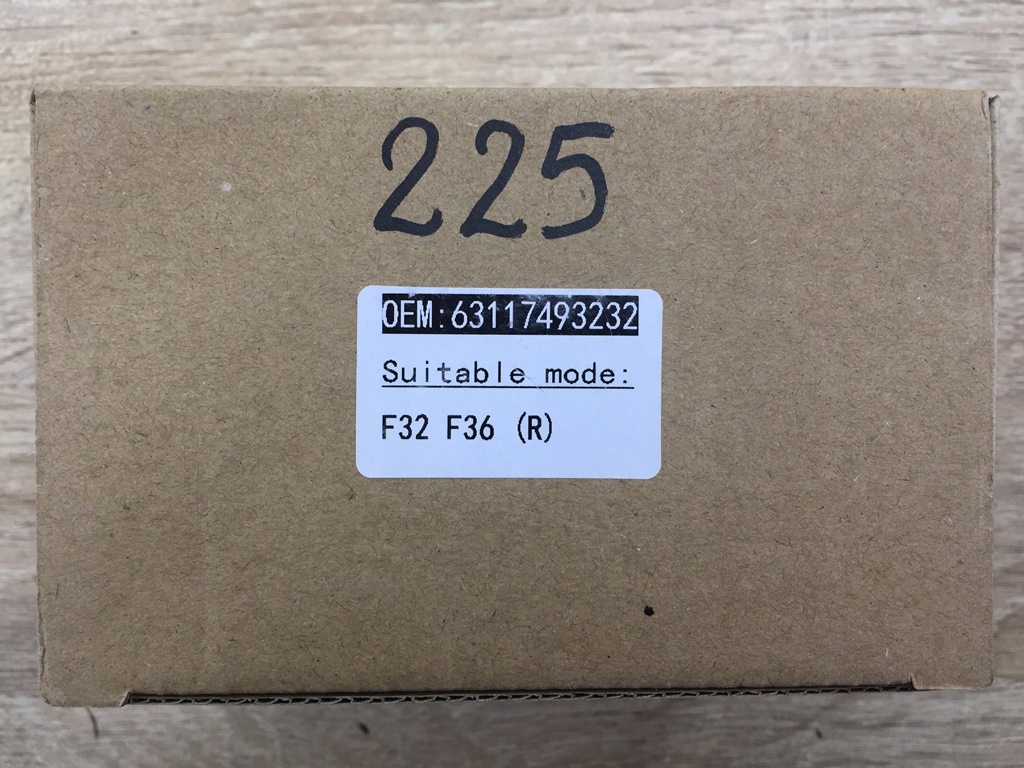 225
OEM:63117493232
Suitable mode:
F32 F36 (R)